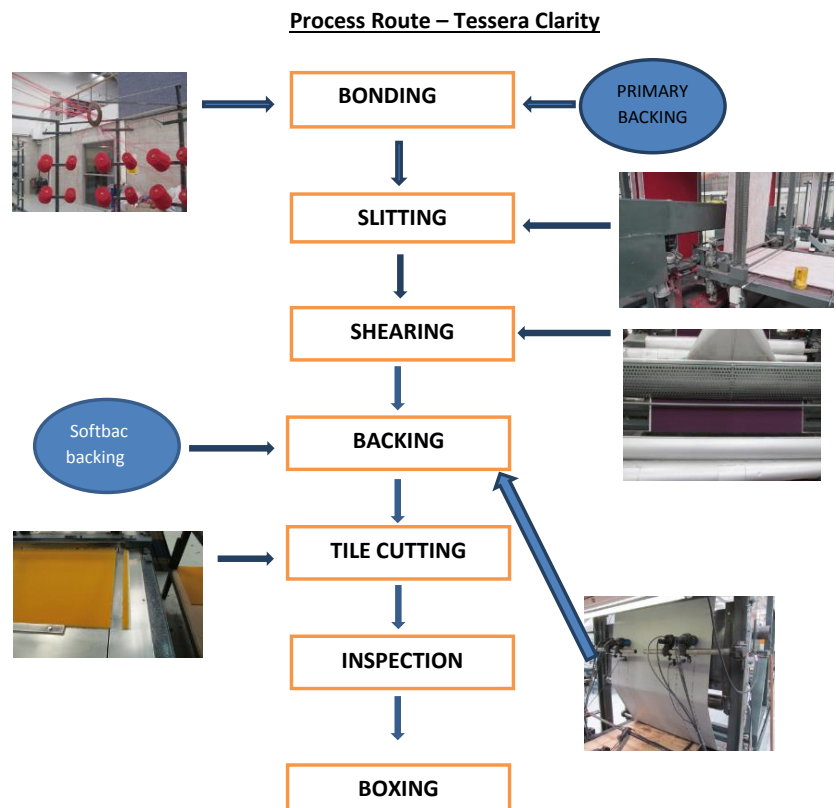 Process Route – Tessera Clarity
BONDING
PRIMARY
BACKING
SLITTING
SHEARING
Softbac
backing
BACKING
TILE CUTTING
INSPECTION
BOXING